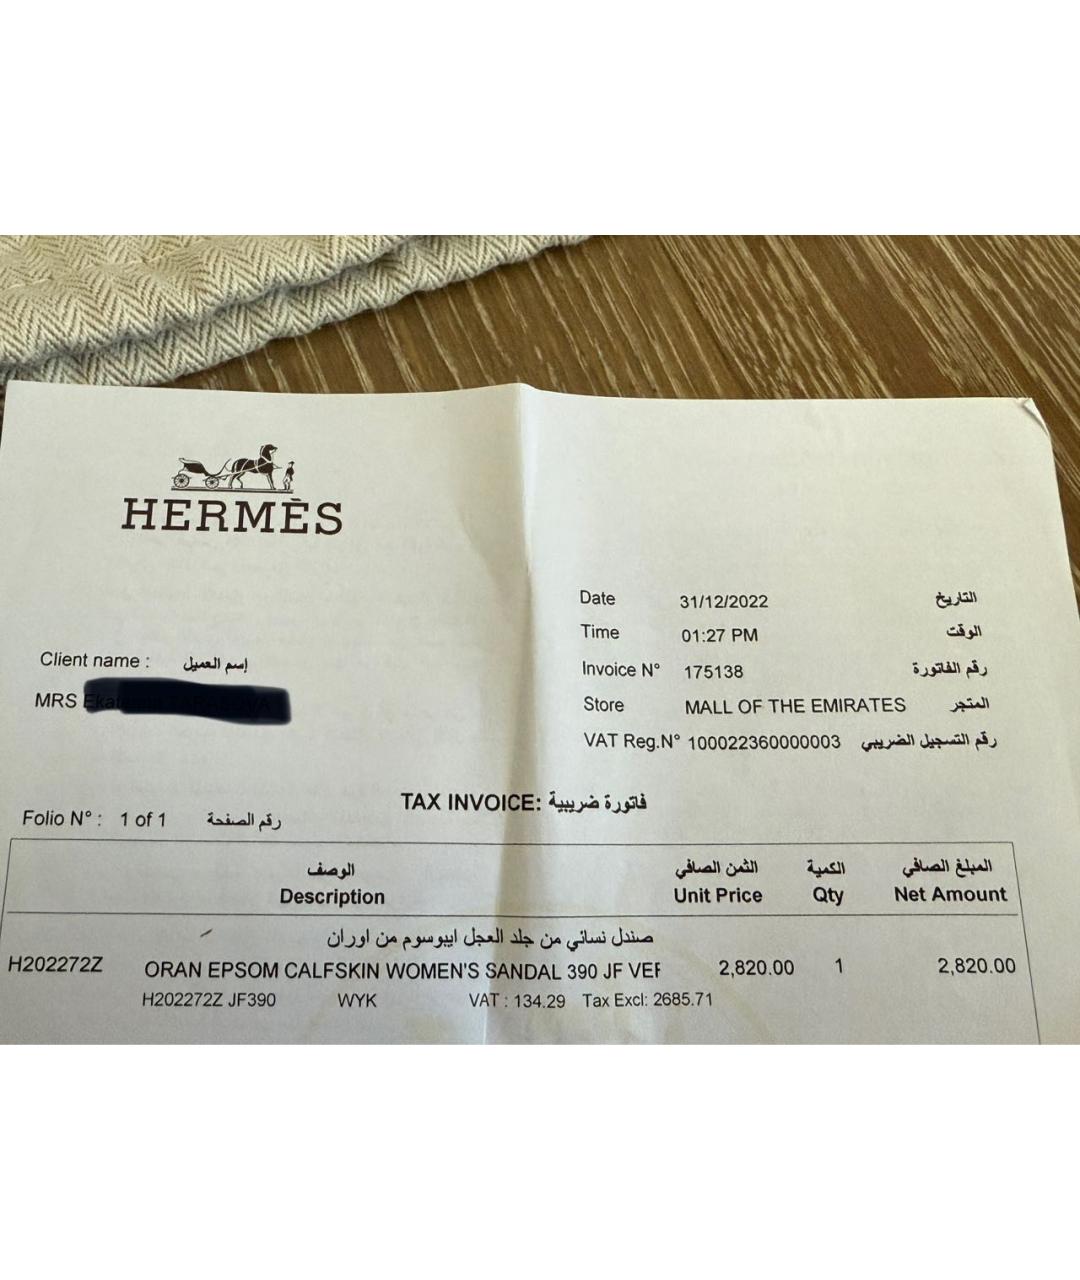 HERMÈS
Date 31/12/2022 التاريخ
Time 01:27 PM الوقت
Client name : إسم العميل
Invoice N° 175138 رقم الفاتورة
MRS
Store MALL OF THE EMIRATES المتجر
VAT Reg.N° 100022360000003 رقم التسجيل الضريبي
TAX INVOICE: فاتورة ضريبية
Folio N° : 1 of 1 رقم الصفحة
الوصف الثمن الصافي الكمية المبلغ الصافي
Description Unit Price Qty Net Amount
صندل نسائي من جلد العجل ايبوسوم من اوران
H202272Z ORAN EPSOM CALFSKIN WOMEN'S SANDAL 390 JF VER 2,820.00 1 2,820.00
H202272Z JF390 WYK VAT : 134.29 Tax Excl: 2685.71